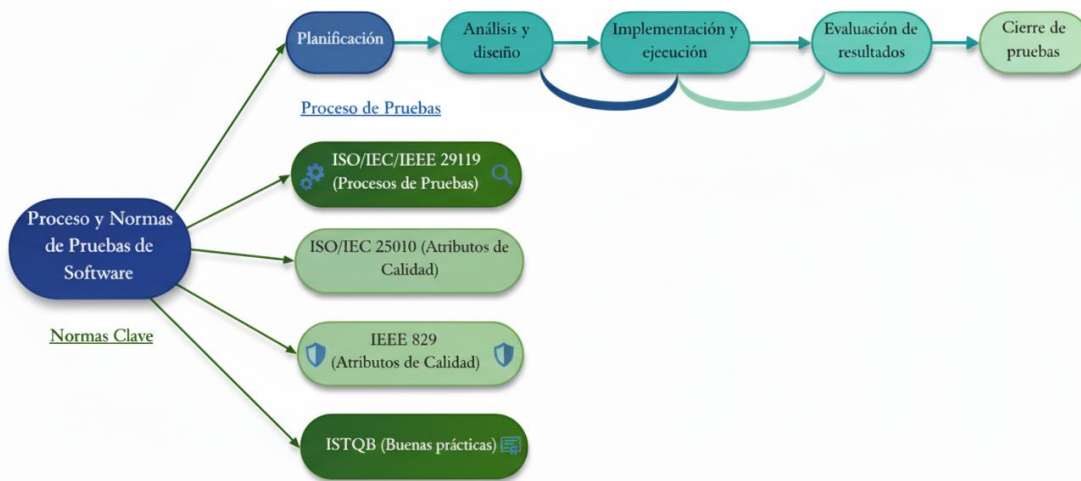 Planificación
Análisis y
diseño
Implementación y
ejecución
Evaluación de
resultados
Cierre de
pruebas
Proceso de Pruebas
ISO/IEC/IEEE 29119
(Procesos de Pruebas)
Proceso y Normas
de Pruebas de
Software
ISO/IEC 25010 (Atributos de
Calidad)
Normas Clave
IEEE 829
(Atributos de Calidad)
ISTQB (Buenas prácticas)